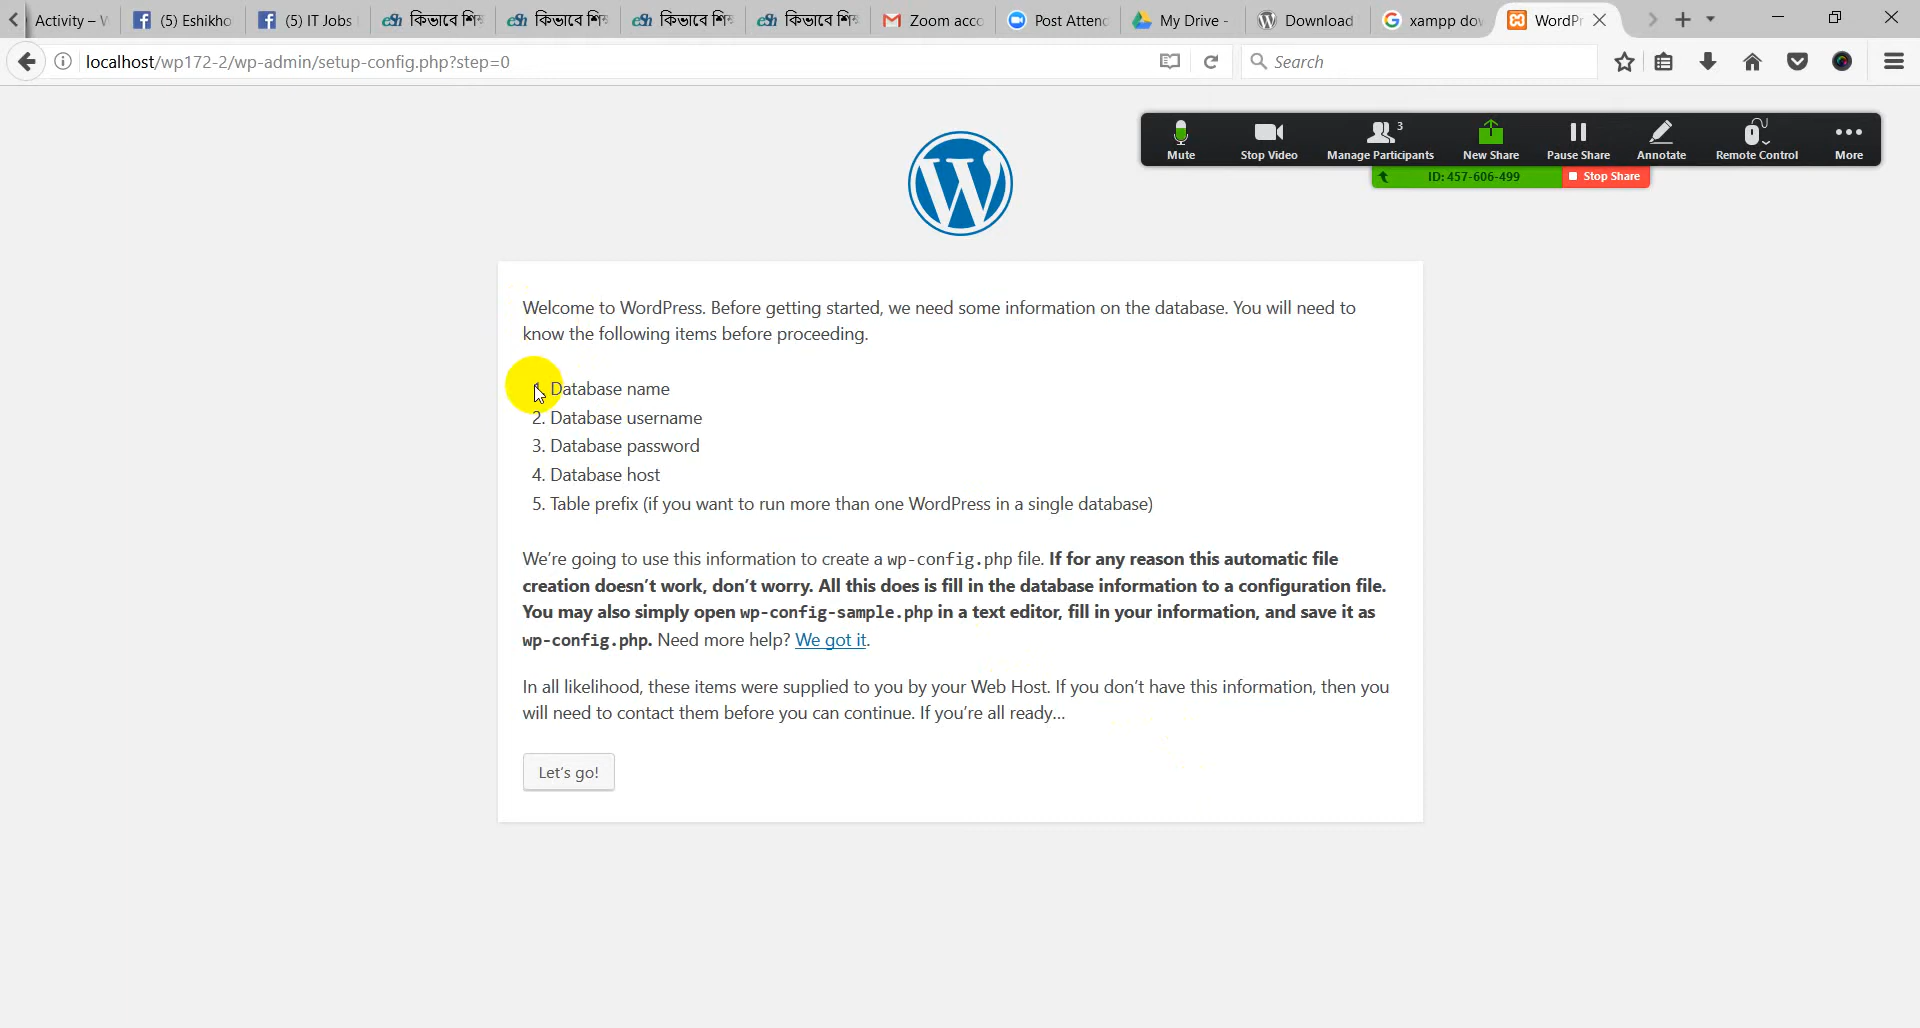 Activity –
(5) Eshikho
(5) IT Jobs
কিভাবে শি
কিভাবে শি
কিভাবে শি
কিভাবে শি
Zoom acco
Post Atten
My Drive -
Download
xampp dov
WordPr
localhost/wp172-2/wp-admin/setup-config.php?step=0
Search
Mute
Stop Video
Manage Participants
3
New Share
Pause Share
Annotate
Remote Control
More
ID: 457-606-499
Stop Share
Welcome to WordPress. Before getting started, we need some information on the database. You will need to
know the following items before proceeding.
1. Database name
2. Database username
3. Database password
4. Database host
5. Table prefix (if you want to run more than one WordPress in a single database)
We’re going to use this information to create a wp-config.php file. If for any reason this automatic file
creation doesn’t work, don’t worry. All this does is fill in the database information to a configuration file.
You may also simply open wp-config-sample.php in a text editor, fill in your information, and save it as
wp-config.php. Need more help? We got it.
In all likelihood, these items were supplied to you by your Web Host. If you don’t have this information, then you
will need to contact them before you can continue. If you’re all ready…
Let’s go!